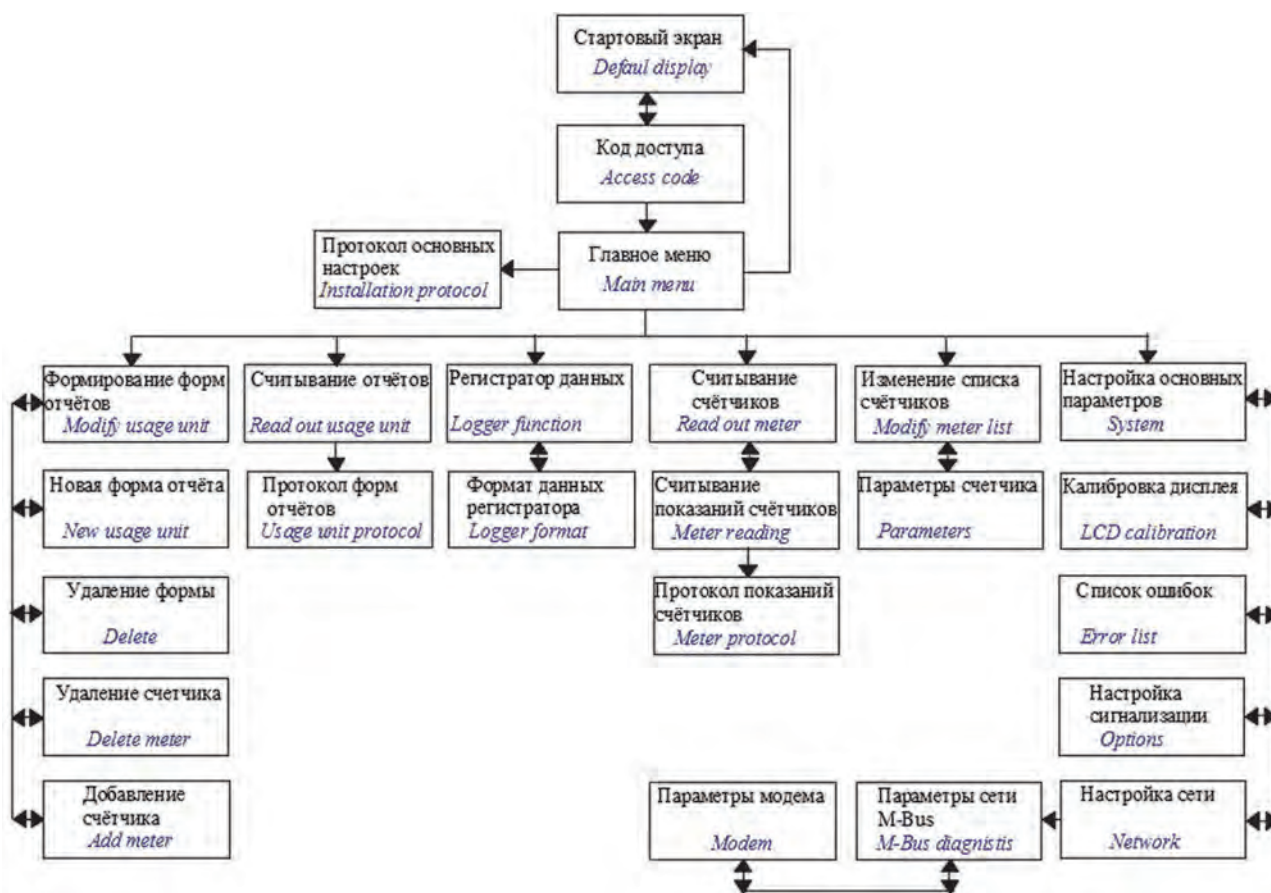 Стартовый экран
Defaul display
Код доступа
Access code
Протокол основных
настроек
Installation protocol
Главное меню
Main menu
Формирование форм
отчётов
Modify usage unit
Считывание отчётов
Read out usage unit
Регистратор данных
Logger function
Считывание
счётчиков
Read out meter
Изменение списка
счётчиков
Modify meter list
Настройка основных
параметров
System
Новая форма отчёта
New usage unit
Протокол форм
отчётов
Usage unit protocol
Формат данных
регистратора
Logger format
Считывание
показаний счётчиков
Meter reading
Параметры счетчика
Parameters
Калибровка дисплея
LCD calibration
Удаление формы
Delete
Протокол показаний
счётчиков
Meter protocol
Список ошибок
Error list
Удаление счетчика
Delete meter
Настройка
сигнализации
Options
Добавление
счётчика
Add meter
Параметры модема
Modem
Параметры сети
M-Bus
M-Bus diagnistis
Настройка сети
Network